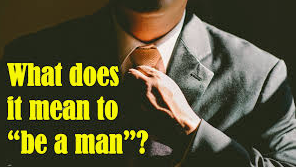 What does
it mean to
“be a man”?